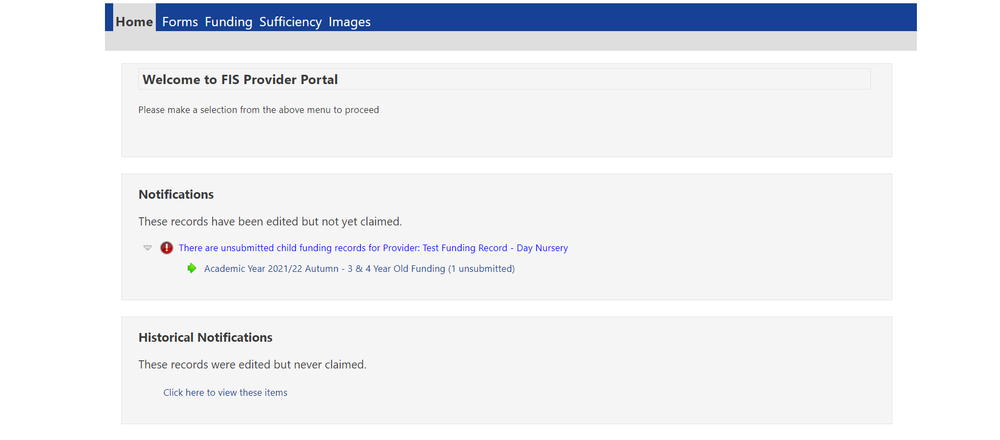 Home Forms Funding Sufficiency Images
Welcome to FIS Provider Portal
Please make a selection from the above menu to proceed
Notifications
These records have been edited but not yet claimed.
There are unsubmitted child funding records for Provider: Test Funding Record - Day Nursery
Academic Year 2021/22 Autumn - 3 & 4 Year Old Funding (1 unsubmitted)
Historical Notifications
These records were edited but never claimed.
Click here to view these items